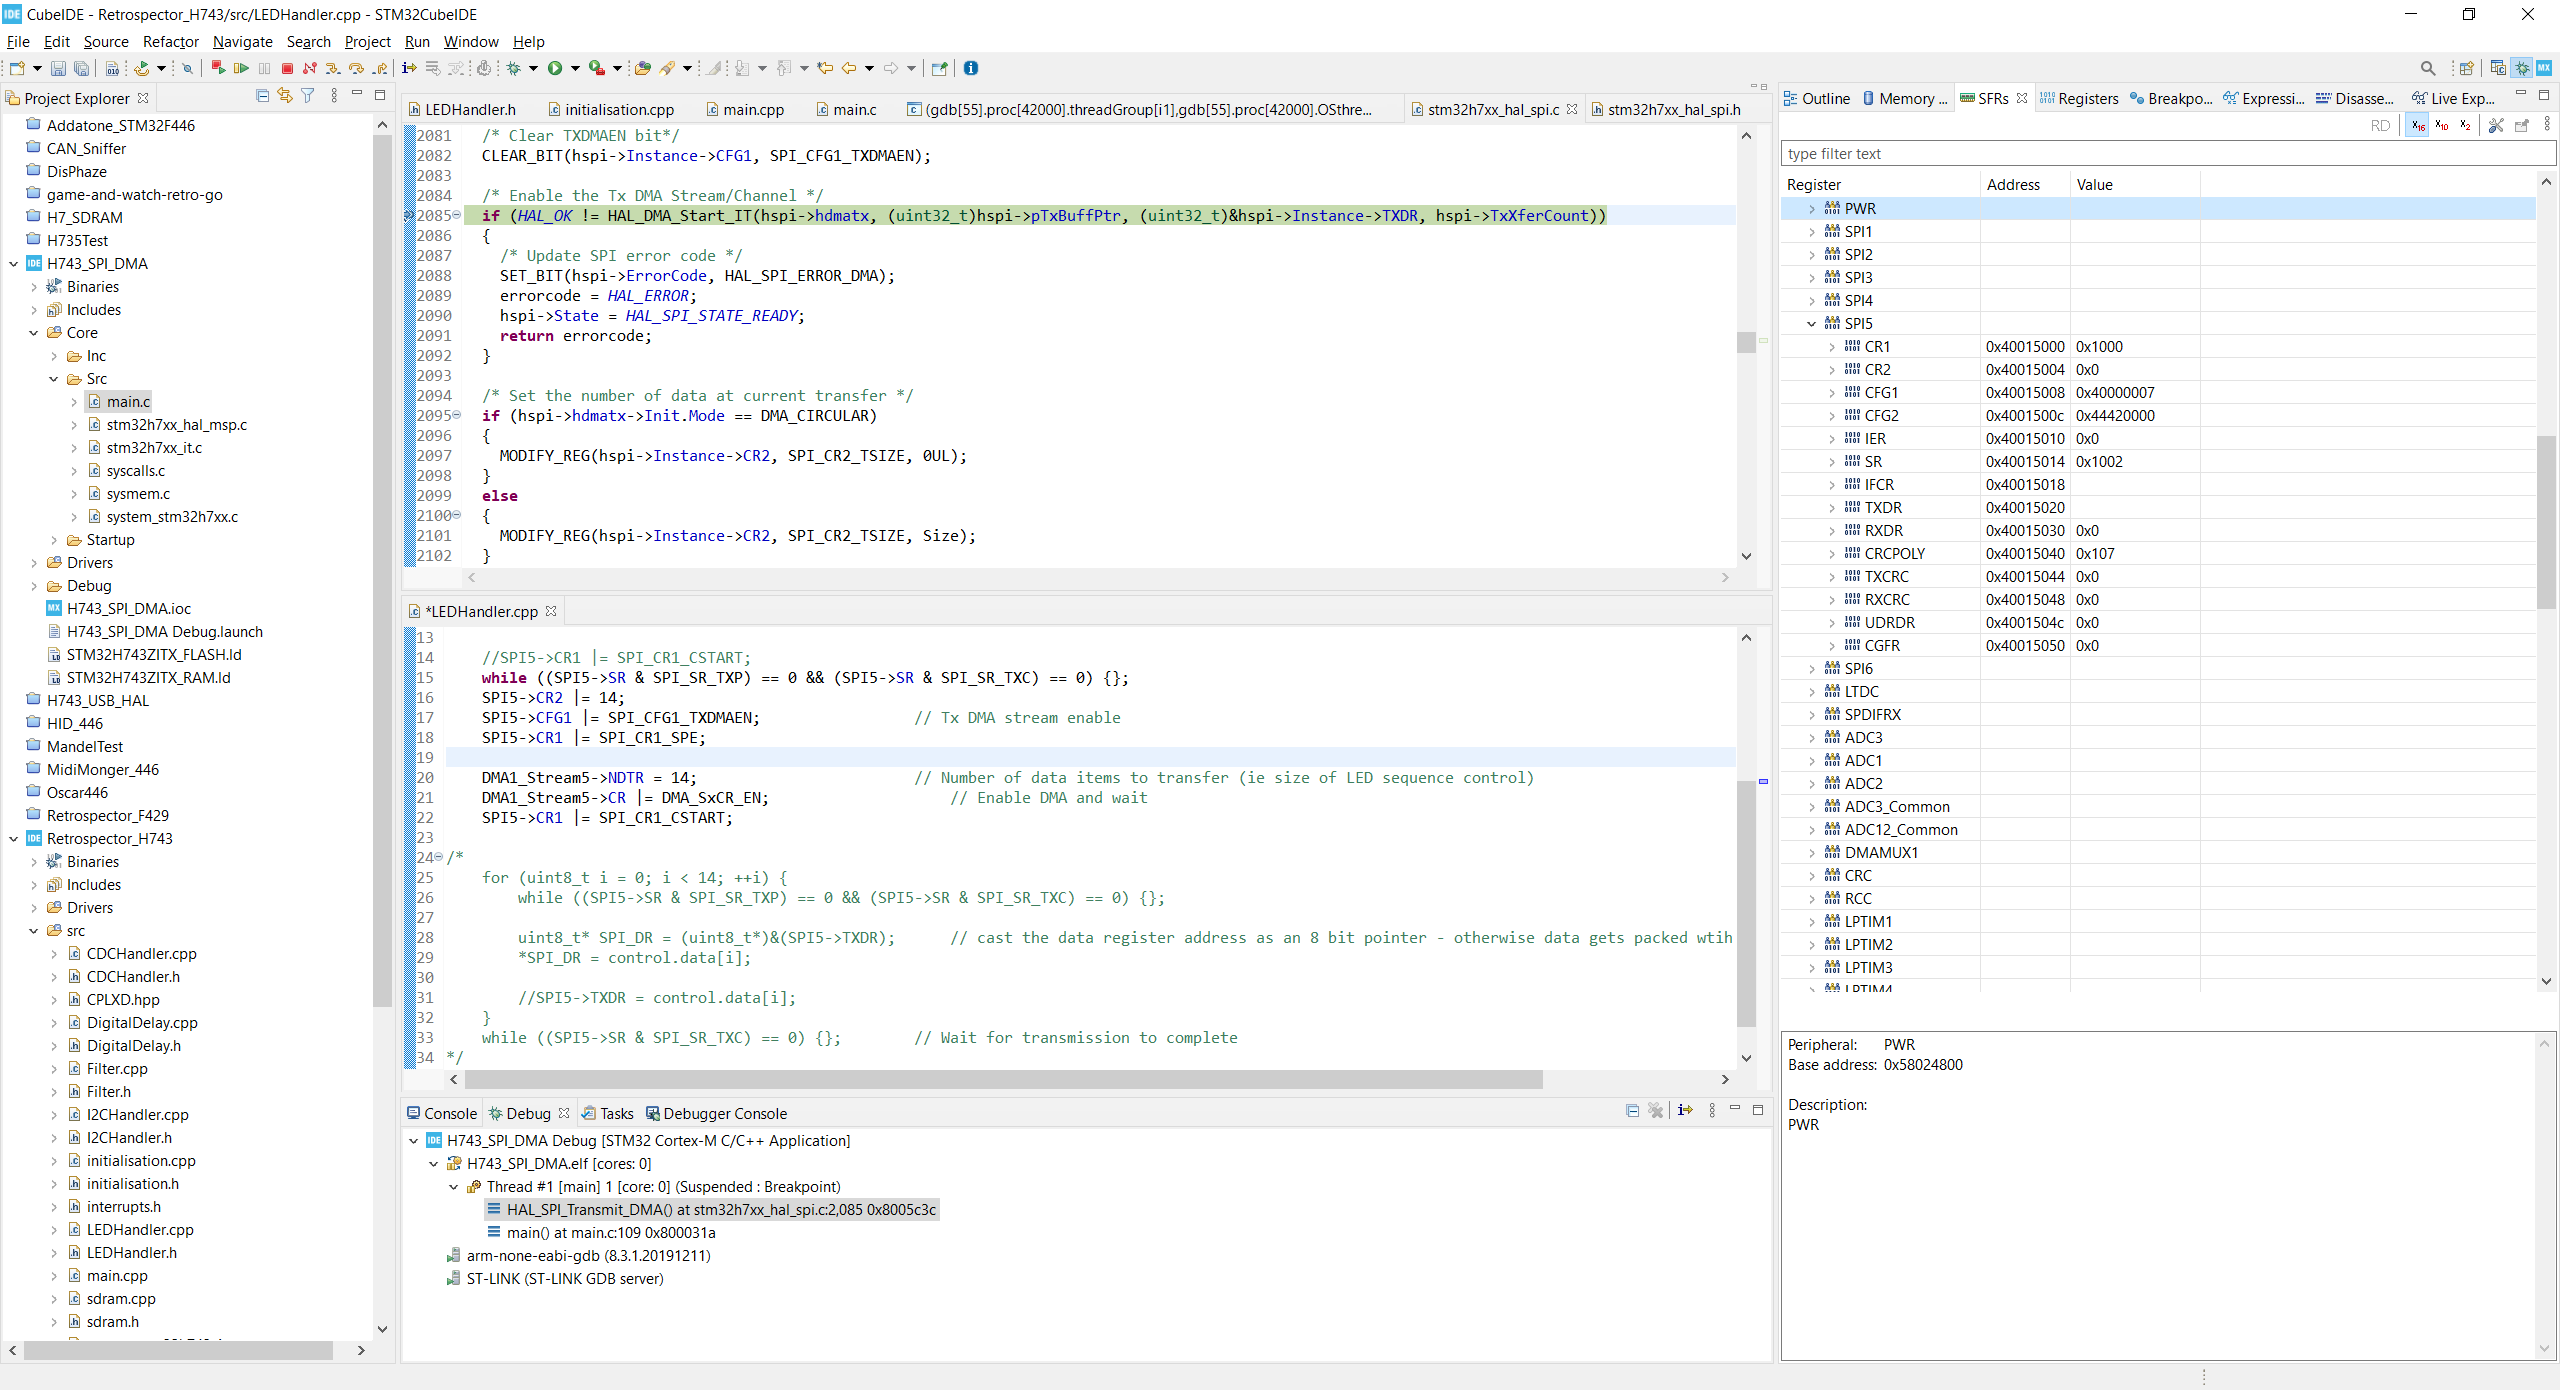 CubeIDE - Retrospector_H743/src/LEDHandler.cpp - STM32CubeIDE
File Edit Source Refactor Navigate Search Project Run Window Help
Project Explorer
Addatone_STM32F446
CAN_Sniffer
DisPhaze
game-and-watch-retro-go
H7_SDRAM
H735Test
H743_SPI_DMA
Binaries
Includes
Core
Inc
Src
main.c
stm32h7xx_hal_msp.c
stm32h7xx_it.c
syscalls.c
sysmem.c
system_stm32h7xx.c
Startup
Drivers
Debug
H743_SPI_DMA.ioc
H743_SPI_DMA Debug.launch
STM32H743ZITX_FLASH.ld
STM32H743ZITX_RAM.ld
H743_USB_HAL
HID_446
MandelTest
MidiMonger_446
Oscar446
Retrospector_F429
Retrospector_H743
Binaries
Includes
Drivers
src
CDCHandler.cpp
CDCHandler.h
CPLXD.hpp
DigitalDelay.cpp
DigitalDelay.h
Filter.cpp
Filter.h
I2CHandler.cpp
I2CHandler.h
initialisation.cpp
initialisation.h
interrupts.h
LEDHandler.cpp
LEDHandler.h
main.cpp
sdram.cpp
sdram.h
LEDHandler.h initialisation.cpp main.cpp main.c (gdb[55].proc[42000].threadGroup[i1],gdb[55].proc[42000].OSthre... stm32h7xx_hal_spi.c stm32h7xx_hal_spi.h
2081 /* Clear TXDMAEN bit*/
2082 CLEAR_BIT(hspi->Instance->CFG1, SPI_CFG1_TXDMAEN);
2083
2084 /* Enable the Tx DMA Stream/Channel */
2085 if (HAL_OK != HAL_DMA_Start_IT(hspi->hdmatx, (uint32_t)hspi->pTxBuffPtr, (uint32_t)&hspi->Instance->TXDR, hspi->TxXferCount))
2086 {
2087 /* Update SPI error code */
2088 SET_BIT(hspi->ErrorCode, HAL_SPI_ERROR_DMA);
2089 errorcode = HAL_ERROR;
2090 hspi->State = HAL_SPI_STATE_READY;
2091 return errorcode;
2092 }
2093
2094 /* Set the number of data at current transfer */
2095 if (hspi->hdmatx->Init.Mode == DMA_CIRCULAR)
2096 {
2097 MODIFY_REG(hspi->Instance->CR2, SPI_CR2_TSIZE, 0UL);
2098 }
2099 else
2100 {
2101 MODIFY_REG(hspi->Instance->CR2, SPI_CR2_TSIZE, Size);
2102 }
*LEDHandler.cpp
13
14 //SPI5->CR1 |= SPI_CR1_CSTART;
15 while ((SPI5->SR & SPI_SR_TXP) == 0 && (SPI5->SR & SPI_SR_TXC) == 0) {};
16 SPI5->CR2 |= 14;
17 SPI5->CFG1 |= SPI_CFG1_TXDMAEN; // Tx DMA stream enable
18 SPI5->CR1 |= SPI_CR1_SPE;
19
20 DMA1_Stream5->NDTR = 14; // Number of data items to transfer (ie size of LED sequence control)
21 DMA1_Stream5->CR |= DMA_SxCR_EN; // Enable DMA and wait
22 SPI5->CR1 |= SPI_CR1_CSTART;
23
24 /*
25 for (uint8_t i = 0; i < 14; ++i) {
26 while ((SPI5->SR & SPI_SR_TXP) == 0 && (SPI5->SR & SPI_SR_TXC) == 0) {};
27
28 uint8_t* SPI_DR = (uint8_t*)&(SPI5->TXDR); // cast the data register address as an 8 bit pointer - otherwise data gets packed wtih
29 *SPI_DR = control.data[i];
30
31 //SPI5->TXDR = control.data[i];
32 }
33 while ((SPI5->SR & SPI_SR_TXC) == 0) {}; // Wait for transmission to complete
34 */
Console Debug Tasks Debugger Console
H743_SPI_DMA Debug [STM32 Cortex-M C/C++ Application]
H743_SPI_DMA.elf [cores: 0]
Thread #1 [main] 1 [core: 0] (Suspended : Breakpoint)
HAL_SPI_Transmit_DMA() at stm32h7xx_hal_spi.c:2,085 0x8005c3c
main() at main.c:109 0x800031a
arm-none-eabi-gdb (8.3.1.20191211)
ST-LINK (ST-LINK GDB server)
Outline Memory ... SFRs Registers Breakpo... Expressi... Disasse... Live Exp...
RD X16 X10 X2
type filter text
Register Address Value
PWR
SPI1
SPI2
SPI3
SPI4
SPI5
CR1 0x40015000 0x1000
CR2 0x40015004 0x0
CFG1 0x40015008 0x40000007
CFG2 0x4001500c 0x44420000
IER 0x40015010 0x0
SR 0x40015014 0x1002
IFCR 0x40015018
TXDR 0x40015020
RXDR 0x40015030 0x0
CRCPOLY 0x40015040 0x107
TXCRC 0x40015044 0x0
RXCRC 0x40015048 0x0
UDRDR 0x4001504c 0x0
CGFR 0x40015050 0x0
SPI6
LTDC
SPDIFRX
ADC3
ADC1
ADC2
ADC3_Common
ADC12_Common
DMAMUX1
CRC
RCC
LPTIM1
LPTIM2
LPTIM3
LPTIM4
Peripheral: PWR
Base address: 0x58024800
Description:
PWR